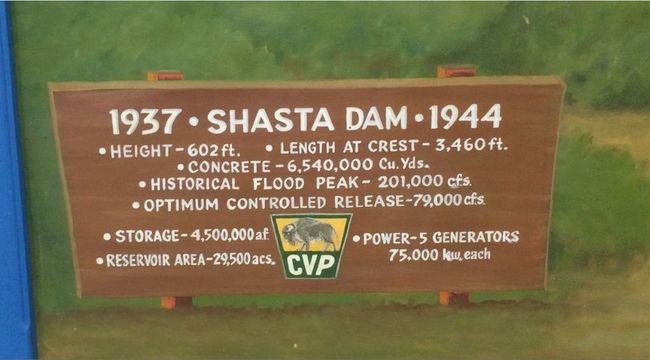 1937 • SHASTA DAM • 1944
• HEIGHT - 602 ft. • LENGTH AT CREST - 3,460 ft.
• CONCRETE - 6,540,000 Cu. Yds.
• HISTORICAL FLOOD PEAK - 201,000 cfs.
• OPTIMUM CONTROLLED RELEASE - 79,000 cfs.
• STORAGE - 4,500,000 af.
• RESERVOIR AREA - 29,500 acs.
CVP
• POWER - 5 GENERATORS
75,000 kw. each